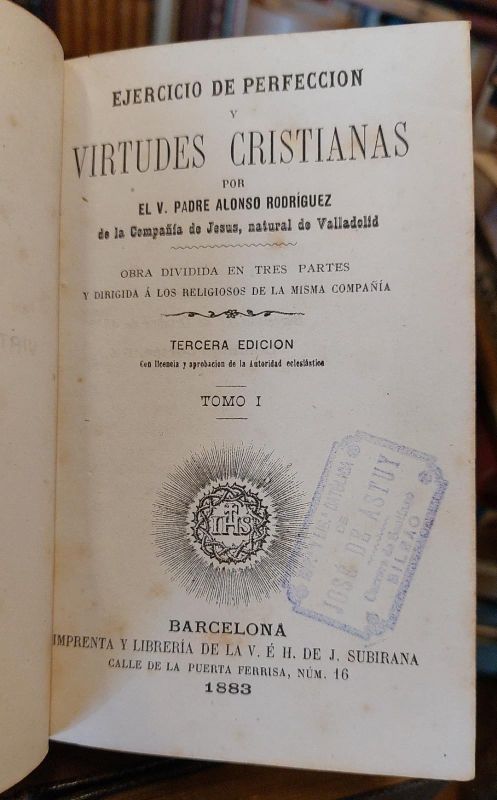 EJERCICIO DE PERFECCION
Y
VIRTUDES CRISTIANAS
POR
EL V. PADRE ALONSO RODRÍGUEZ
de la Compañía de Jesus, natural de Valladolid
OBRA DIVIDIDA EN TRES PARTES
Y DIRIGIDA Á LOS RELIGIOSOS DE LA MISMA COMPAÑÍA
TERCERA EDICION
Con licencia y aprobacion de la Autoridad eclesiástica
TOMO I
IHS
JOSÉ DE ASTUY
BILBAO
BARCELONA
IMPRENTA Y LIBRERÍA DE LA V. É H. DE J. SUBIRANA
CALLE DE LA PUERTA FERRISA, NÚM. 16
1883